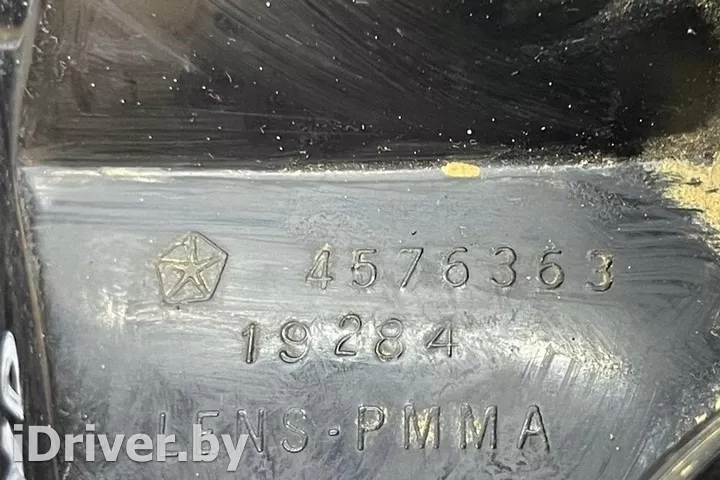 4576363
19284
LENS-PMMA
iDriver.by